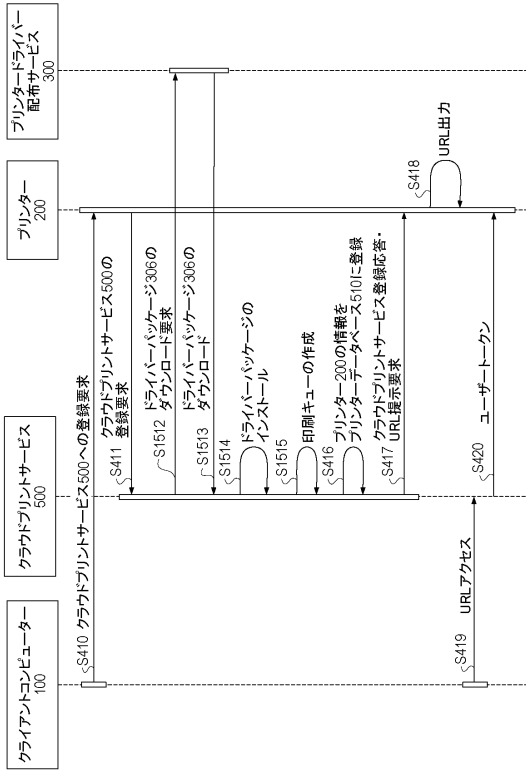 クライアントコンピューター
100
クラウドプリントサービス
500
プリンター
200
プリンタードライバー
配布サービス
300
S410 クラウドプリントサービス500への登録要求
S411
クラウドプリントサービス500の
登録要求
S1512
ドライバーパッケージ306の
ダウンロード要求
S1513
ドライバーパッケージ306の
ダウンロード
S1514
ドライバーパッケージの
インストール
S1515
印刷キューの作成
S416
プリンター200の情報を
プリンターデータベース510に登録
S417
クラウドプリントサービス登録応答・
URL提示要求
S418
URL出力
S419
URLアクセス
S420
ユーザートークン